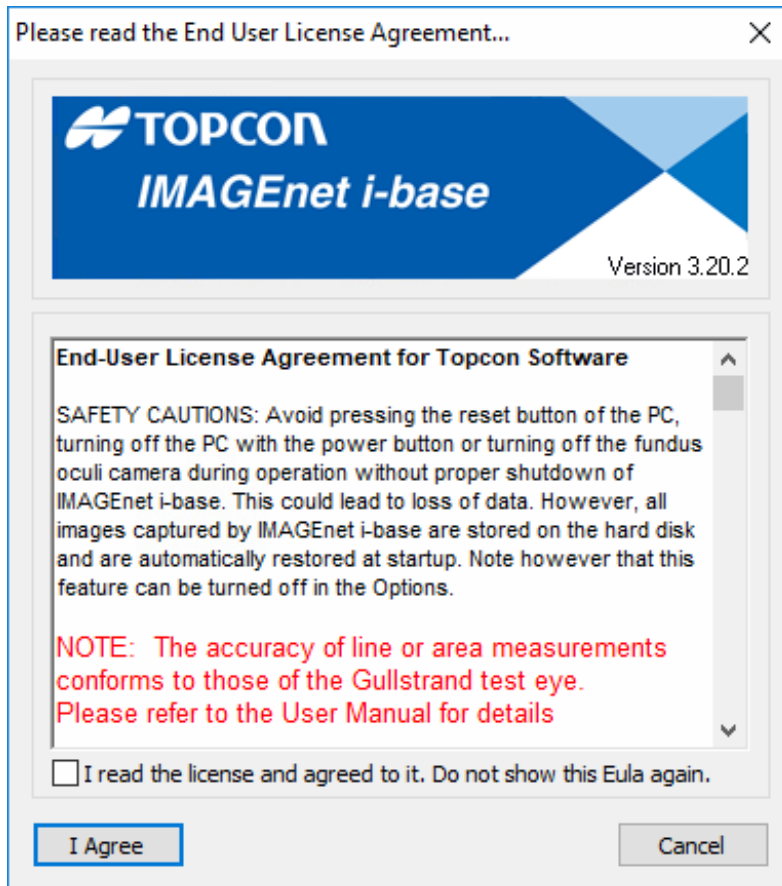 Please read the End User License Agreement...
TOPCON
IMAGEnet i-base
Version 3.20.2
End-User License Agreement for Topcon Software
SAFETY CAUTIONS: Avoid pressing the reset button of the PC,
turning off the PC with the power button or turning off the fundus
oculi camera during operation without proper shutdown of
IMAGEnet i-base. This could lead to loss of data. However, all
images captured by IMAGEnet i-base are stored on the hard disk
and are automatically restored at startup. Note however that this
feature can be turned off in the Options.
NOTE: The accuracy of line or area measurements
conforms to those of the Gullstrand test eye.
Please refer to the User Manual for details
I read the license and agreed to it. Do not show this Eula again.
I Agree
Cancel